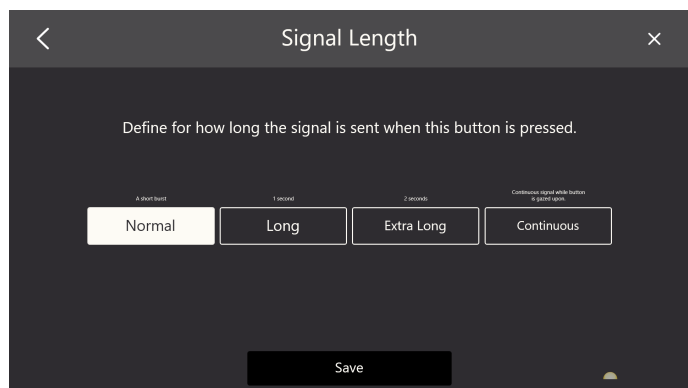 Signal Length
Define for how long the signal is sent when this button is pressed.
A short burst
1 second
2 seconds
Continuous signal while button
is gazed upon.
Normal
Long
Extra Long
Continuous
Save